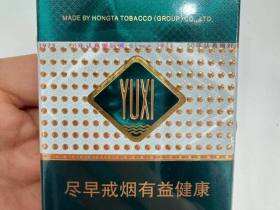 MADE BY HONGTA TOBACCO (GROUP) CO., LTD.
YUXI
尽早戒烟有益健康